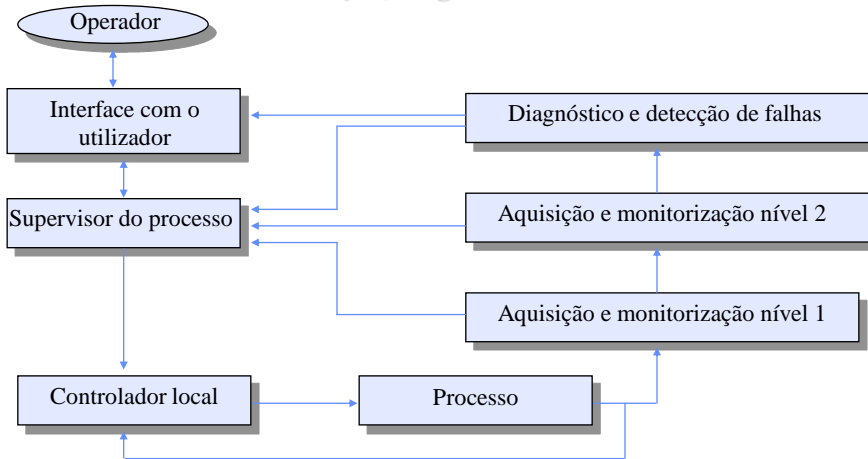 Operador
Interface com o
utilizador
Diagnóstico e detecção de falhas
Supervisor do processo
Aquisição e monitorização nível 2
Aquisição e monitorização nível 1
Controlador local
Processo